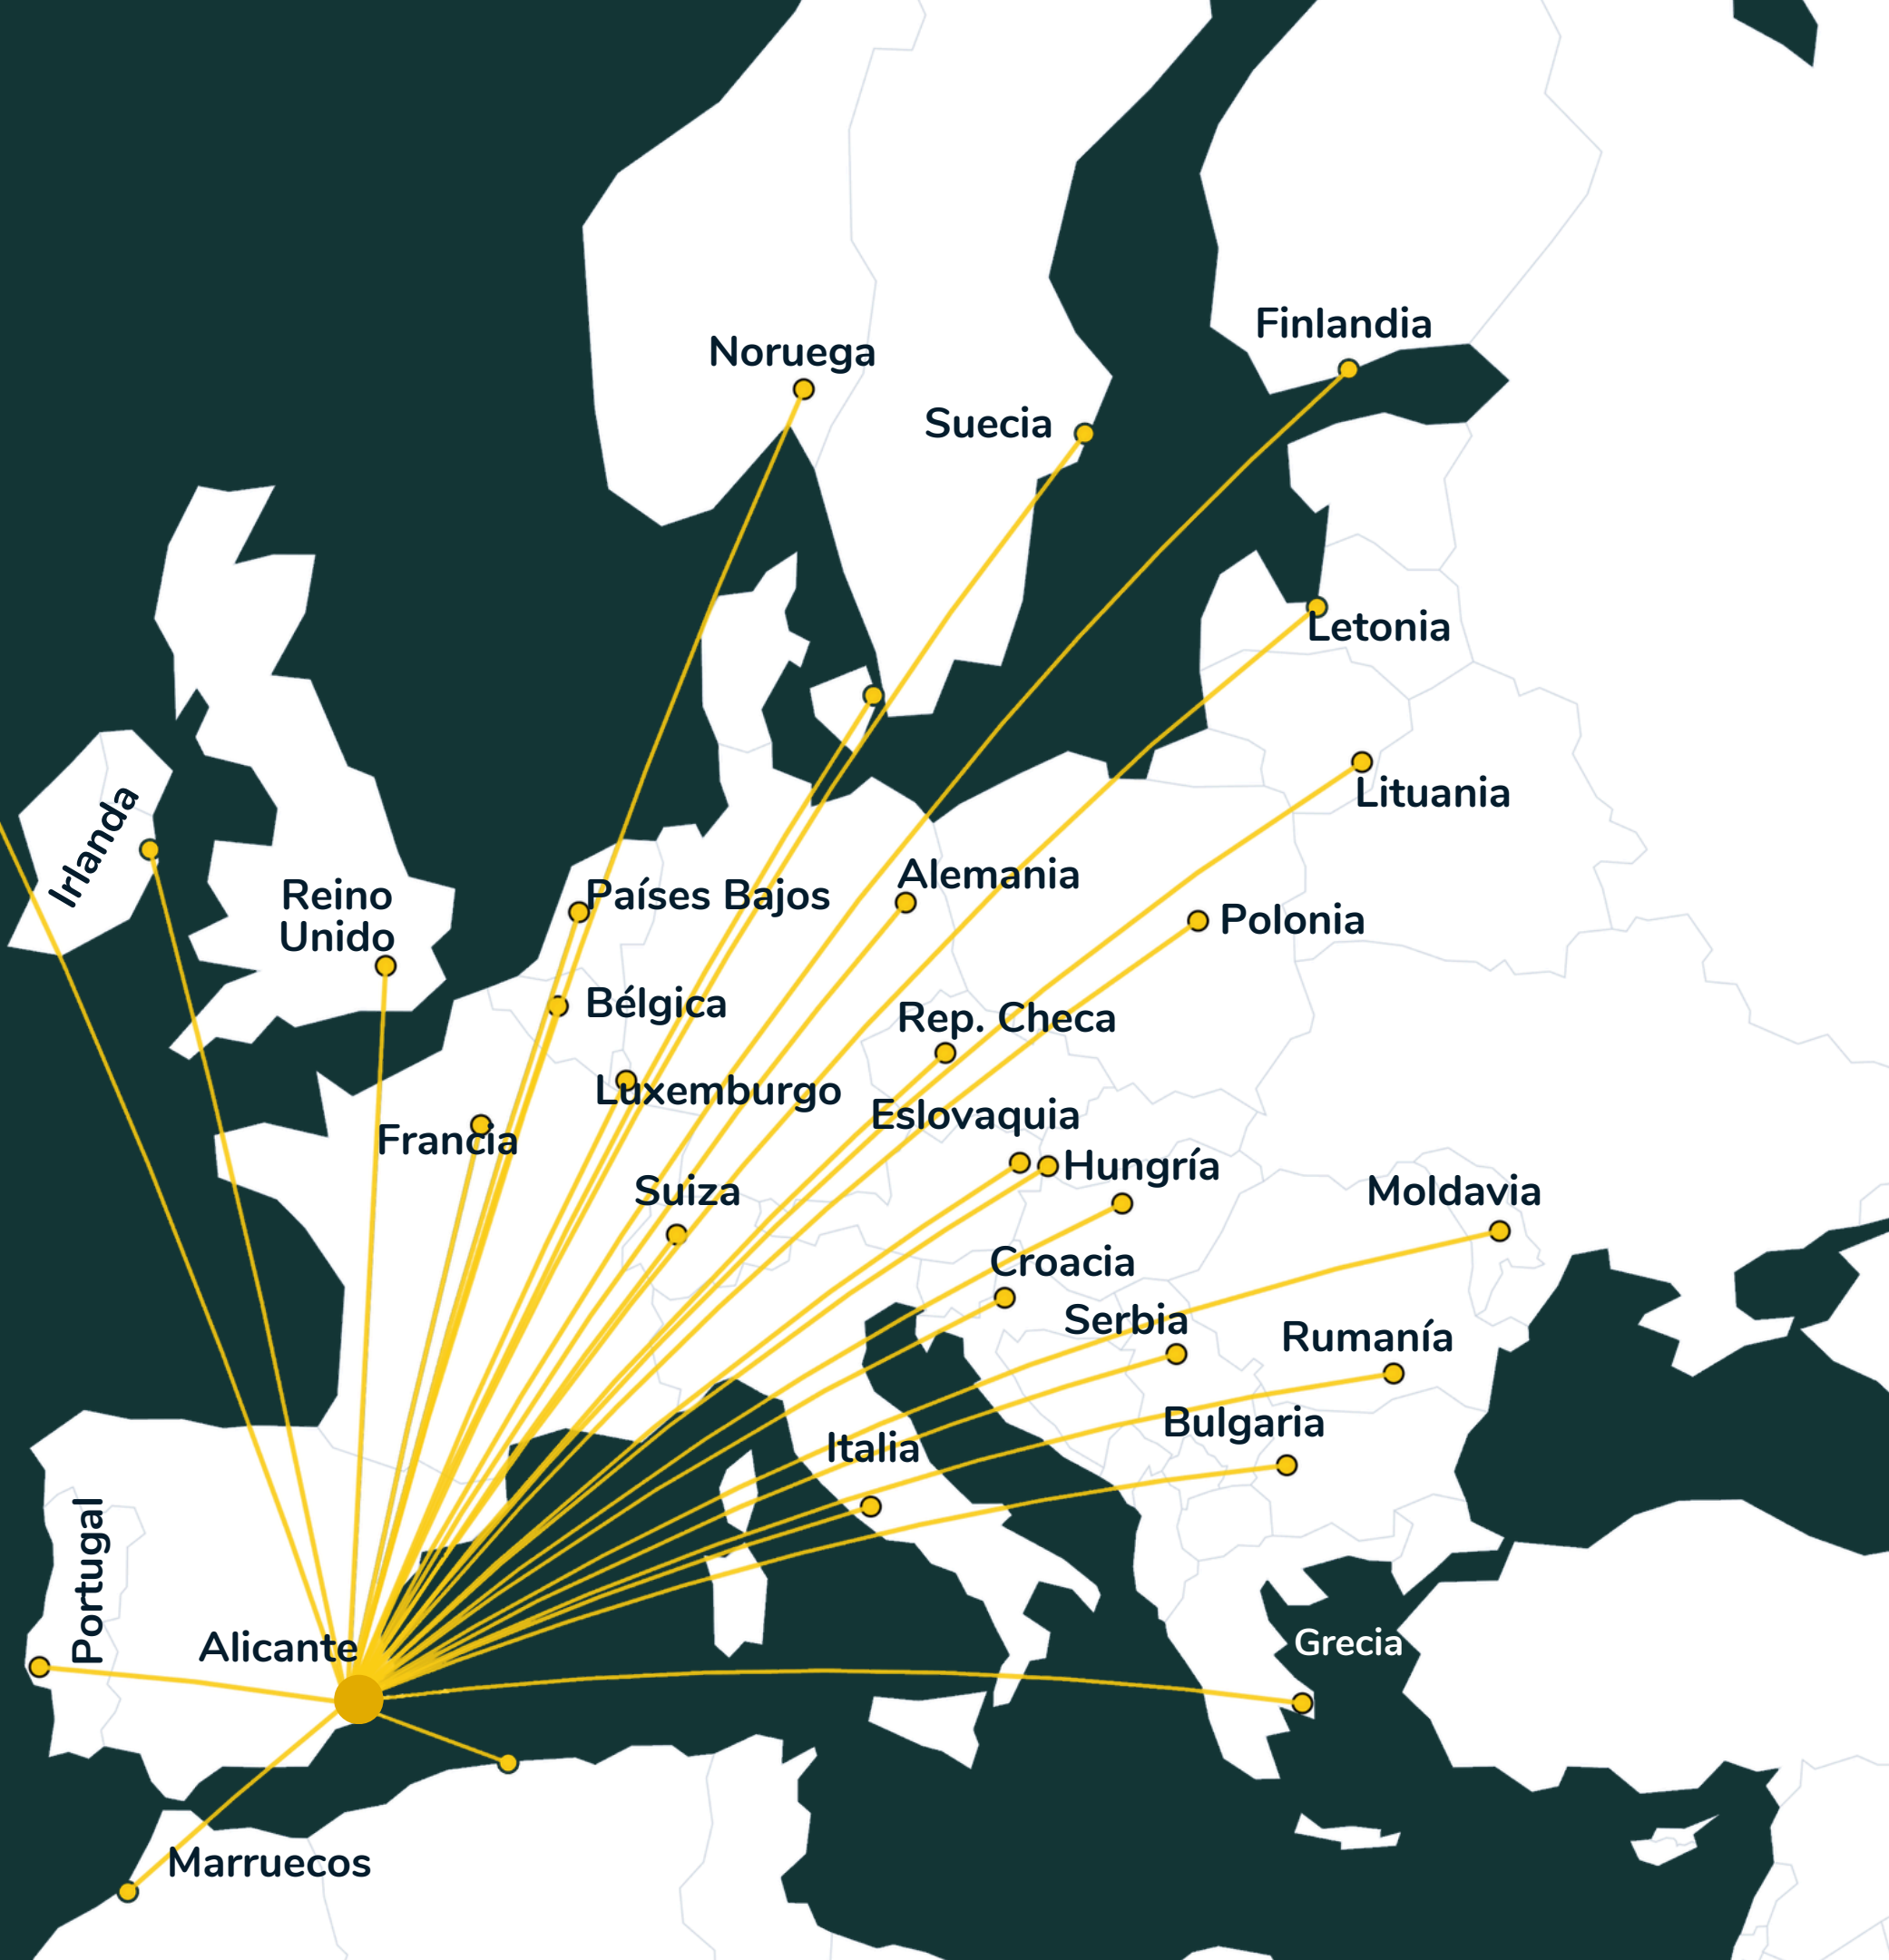 Finlandia
Noruega
Suecia
Letonia
Lituania
Irlanda
Alemania
Reino
Unido
Países Bajos
Polonia
Bélgica
Rep. Checa
Luxemburgo
Eslovaquia
Francia
Hungría
Suiza
Moldavia
Croacia
Serbia
Rumanía
Bulgaria
Italia
Portugal
Grecia
Alicante
Marruecos